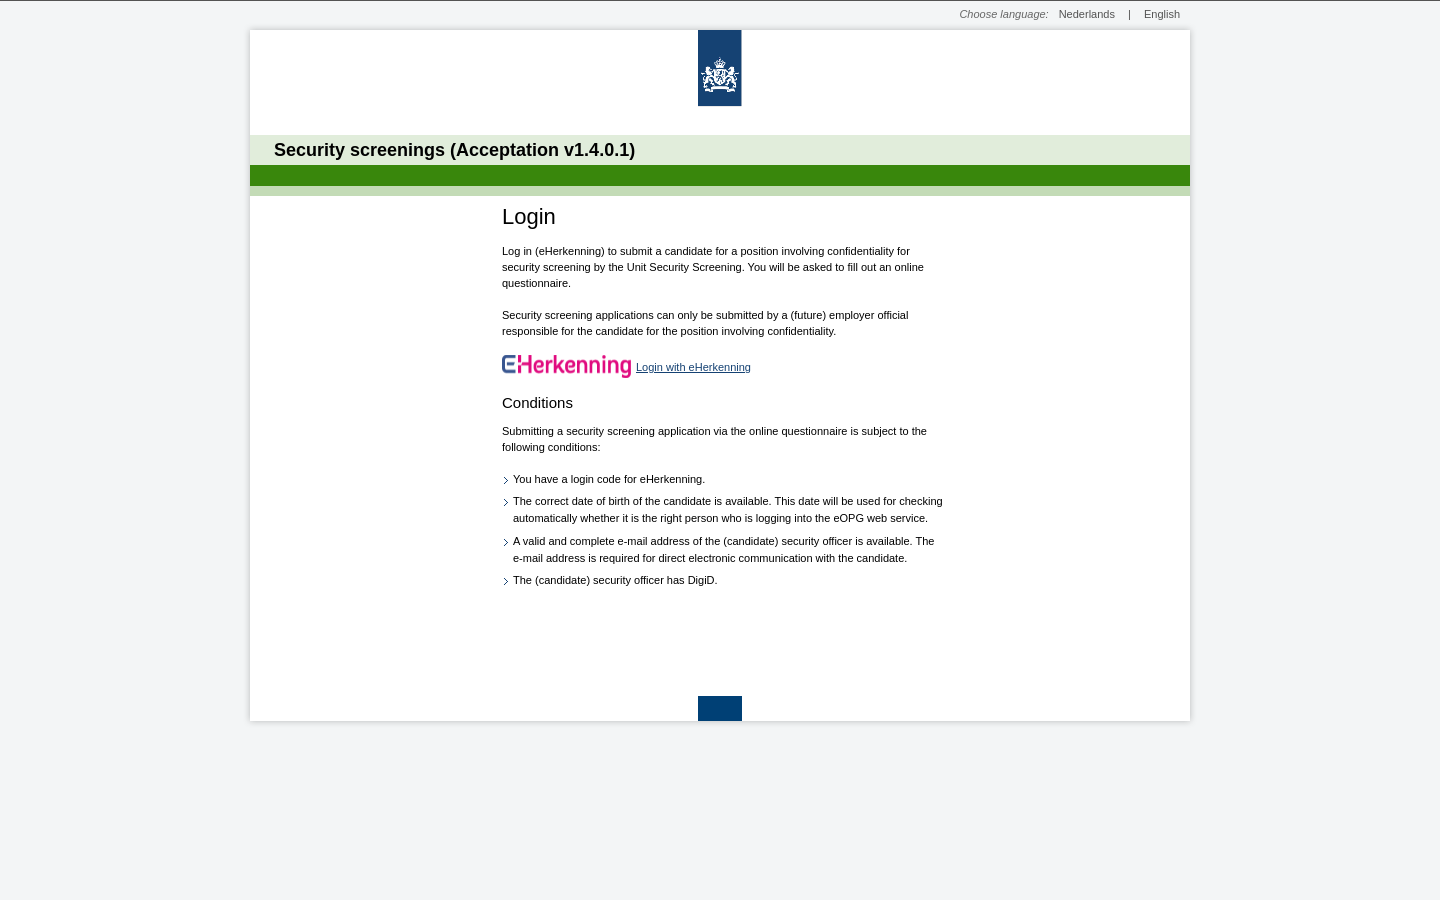 Choose language: Nederlands | English
Security screenings (Acceptation v1.4.0.1)
Login
Log in (eHerkenning) to submit a candidate for a position involving confidentiality for
security screening by the Unit Security Screening. You will be asked to fill out an online
questionnaire.
Security screening applications can only be submitted by a (future) employer official
responsible for the candidate for the position involving confidentiality.
EHerkenning Login with eHerkenning
Conditions
Submitting a security screening application via the online questionnaire is subject to the
following conditions:
You have a login code for eHerkenning.
The correct date of birth of the candidate is available. This date will be used for checking
automatically whether it is the right person who is logging into the eOPG web service.
A valid and complete e-mail address of the (candidate) security officer is available. The
e-mail address is required for direct electronic communication with the candidate.
The (candidate) security officer has DigiD.